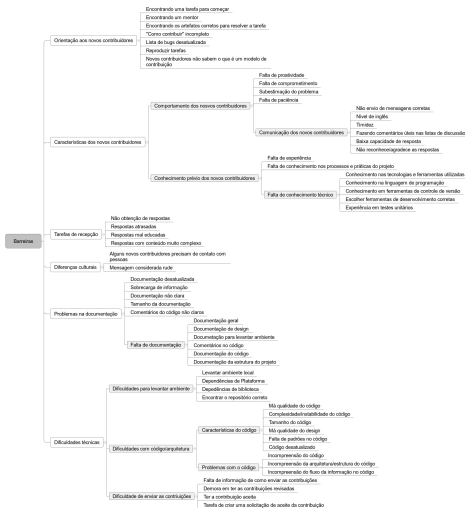 Encontrando uma tarefa para começar
Encontrando um mentor
Encontrando os artefatos corretos para resolver a tarefa
Orientação aos novos contribuidores
"Como contribuir" incompleto
Lista de bugs desatualizada
Reproduzir tarefas
Novos contribuidores não sabem o que é um modelo de
contribuição
Falta de proatividade
Falta de comprometimento
Comportamento dos nosvos contribuidores
Subestimação do problema
Falta de paciência
Não envio de mensagens corretas
Nível de inglês
Timidez
Comunicação dos novos contribuidores
Fazendo comentários úteis nas listas de discussão
Baixa capacidade de resposta
Não reconhece/agradece as respostas
Características dos novos contribuidores
Falta de experiência
Falta de conhecimento nos processos e práticas do projeto
Conhecimento prévio dos novos contribuidores
Conhecimento nas tecnologias e ferramentas utilizadas
Conhecimento na linguagem de programação
Falta de conhecimento técnico
Conhecimento em ferramentas de controle de versão
Escolher ferramentas de desenvolvimento corretas
Experiência em testes unitários
Não obtenção de respostas
Respostas atrasadas
Tarefas de recepção
Respostas mal educadas
Respostas com conteúdo muito complexo
Barreiras
Alguns novos contribuidores precisam de contato com
pessoas
Diferenças culturais
Mensagem considerada rude
Documentação desatualizada
Sobrecarga de informação
Documentação não clara
Tamanho da documentação
Problemas na documentação
Comentários do código não claros
Documentação geral
Documentação de design
Documentação para levantar ambiente
Falta de documentação
Comentários no código
Documentação do código
Documentação da estrutura do projeto
Levantar ambiente local
Dependências de Plataforma
Dificuldades para levantar ambiente
Depedências de biblioteca
Encontrar o repositório correto
Má qualidade do código
Complexidade/instabilidade do código
Tamanho do código
Características do código
Má qualidade do design
Falta de padrões no código
Código desatualizado
Dificuldades técnicas
Dificuldades com código/arquitetura
Incompreensão do código
Problemas com o código
Incompreensão da arquitetura/estrutura do código
Incompreensão do fluxo da informação no código
Falta de informação de como enviar as contribuições
Demora em ter as contribuições revisadas
Dificuldade de enviar as contriuições
Ter a contribuição aceita
Tarefa de criar uma solicitação de aceite da contribuição